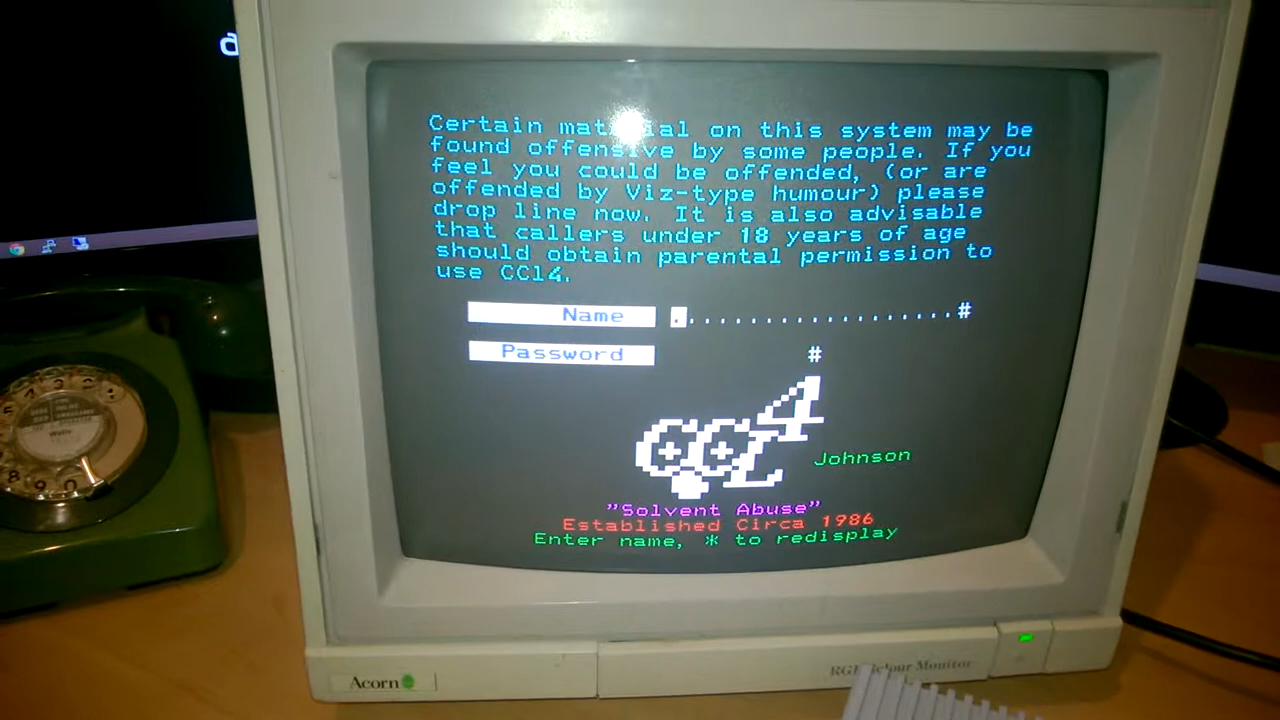 Certain material on this system may be
found offensive by some people. If you
feel you could be offended, (or are
offended by Viz-type humour) please
drop line now. It is also advisable
that callers under 18 years of age
should obtain parental permission to
use CCl4.
Name ..................#
Password #
CCL4
Johnson
"Solvent Abuse"
Established Circa 1986
Enter name, * to redisplay
Acorn
RGB Colour Monitor